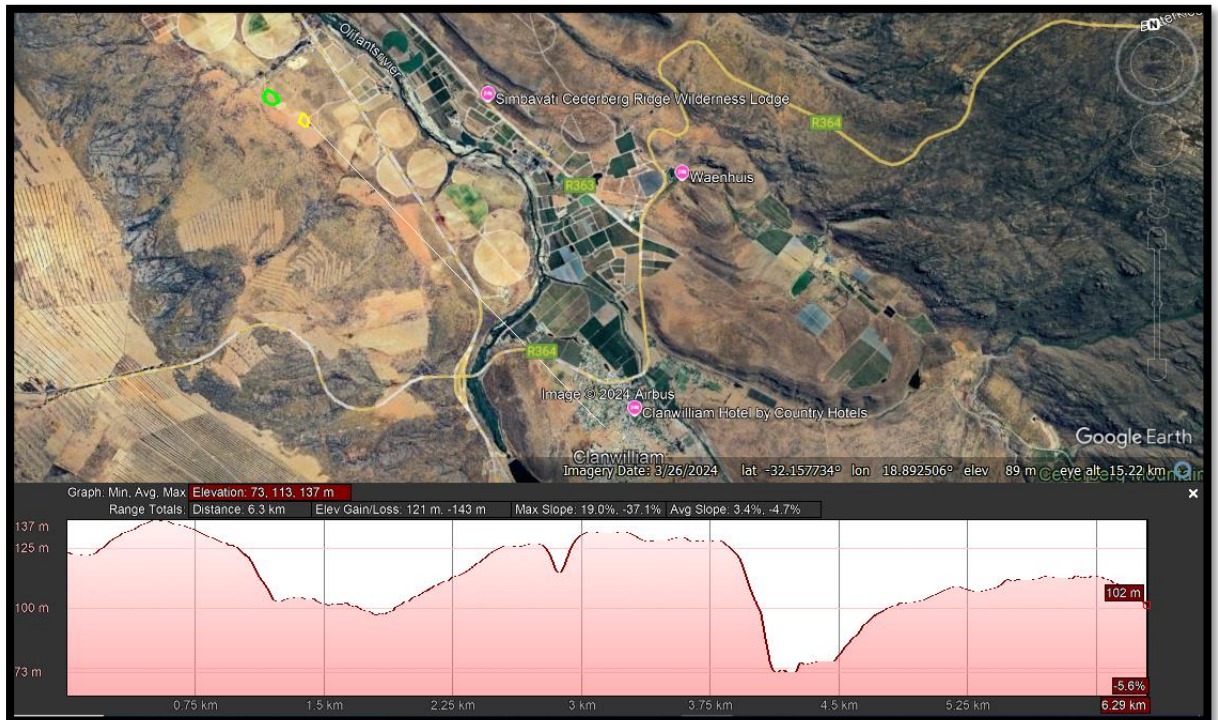 N
Olifantsrivier
Simbavati Cederberg Ridge Wilderness Lodge
R364
Waenhuis
R363
R364
Image © 2024 Airbus
Clanwilliam Hotel by Country Hotels
Google Earth
Clanwilliam
Imagery Date: 3/26/2024 lat -32.157734° lon 18.892506° elev 89 m eye alt 15.22 km
Cederberg Mountain
Graph: Min, Avg, Max Elevation: 73, 113, 137 m
Range Totals: Distance: 6.3 km Elev Gain/Loss: 121 m, -143 m Max Slope: 19.0%, -37.1% Avg Slope: 3.4%, -4.7%
137 m
125 m
100 m
102 m
73 m
-5.6%
0.75 km 1.5 km 2.25 km 3 km 3.75 km 4.5 km 5.25 km 6.29 km